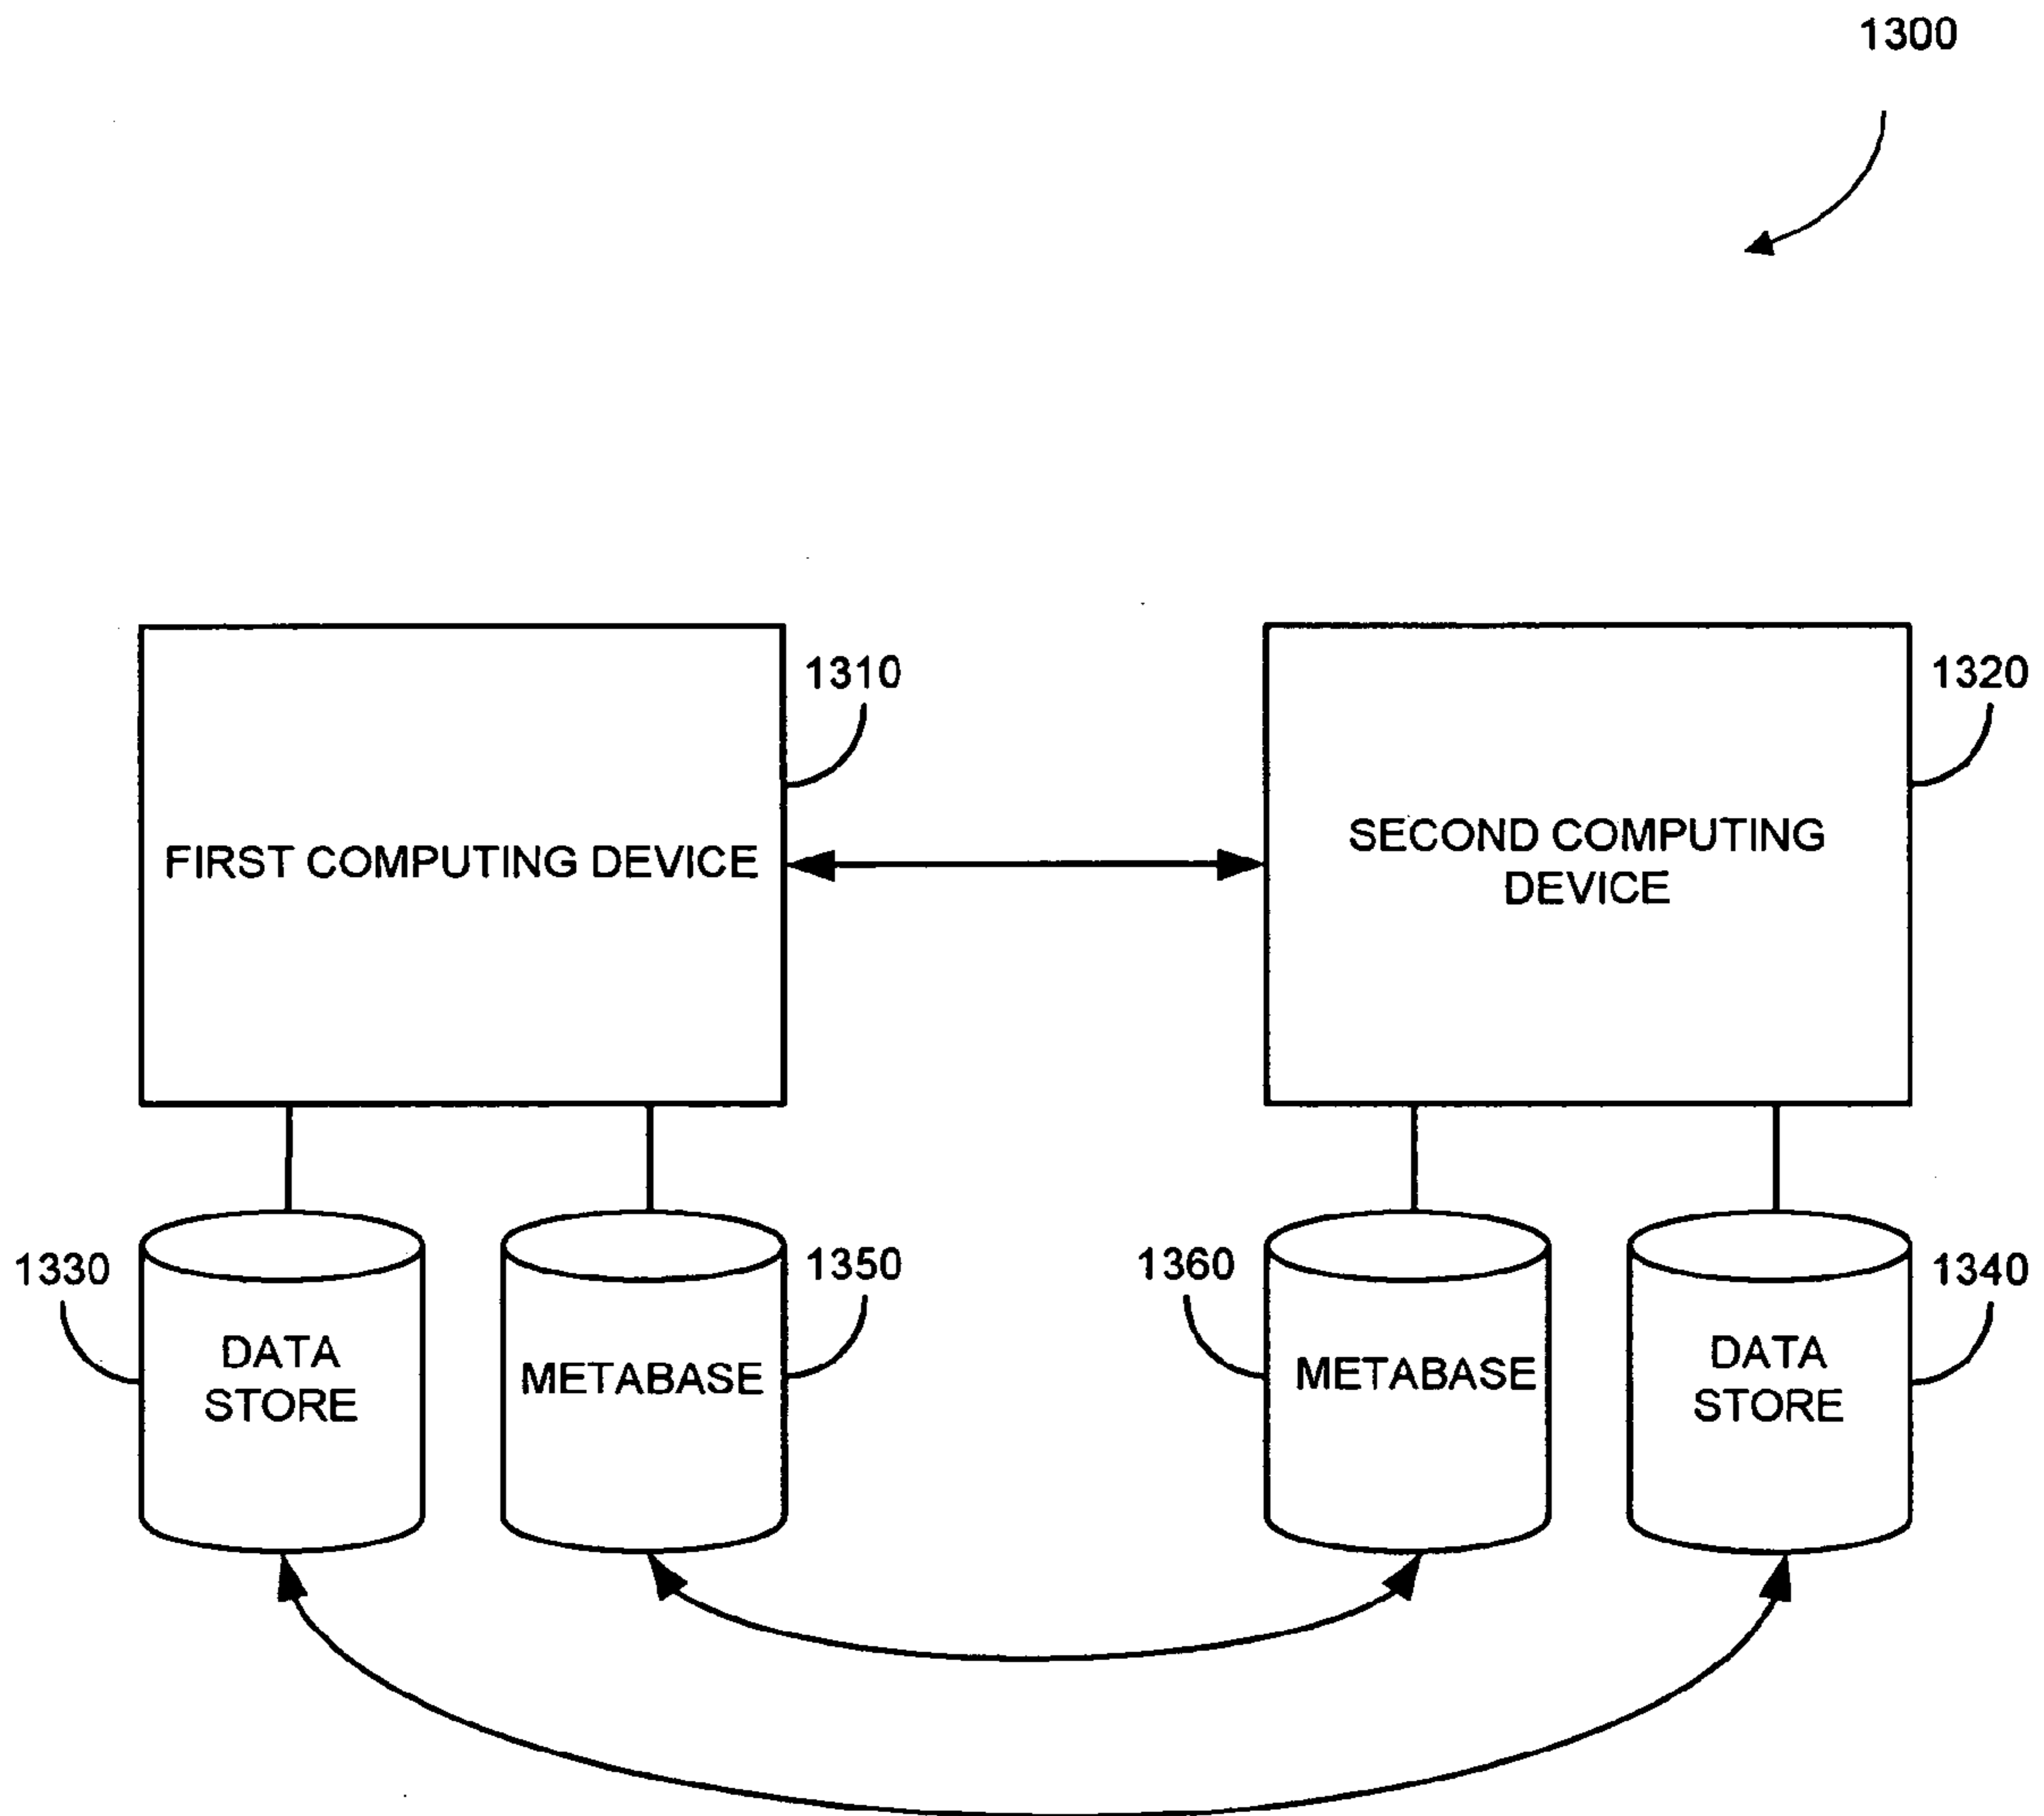 1300
1310
1320
FIRST COMPUTING DEVICE
SECOND COMPUTING
DEVICE
1330
1350
1360
1340
DATA
STORE
METABASE
METABASE
DATA
STORE